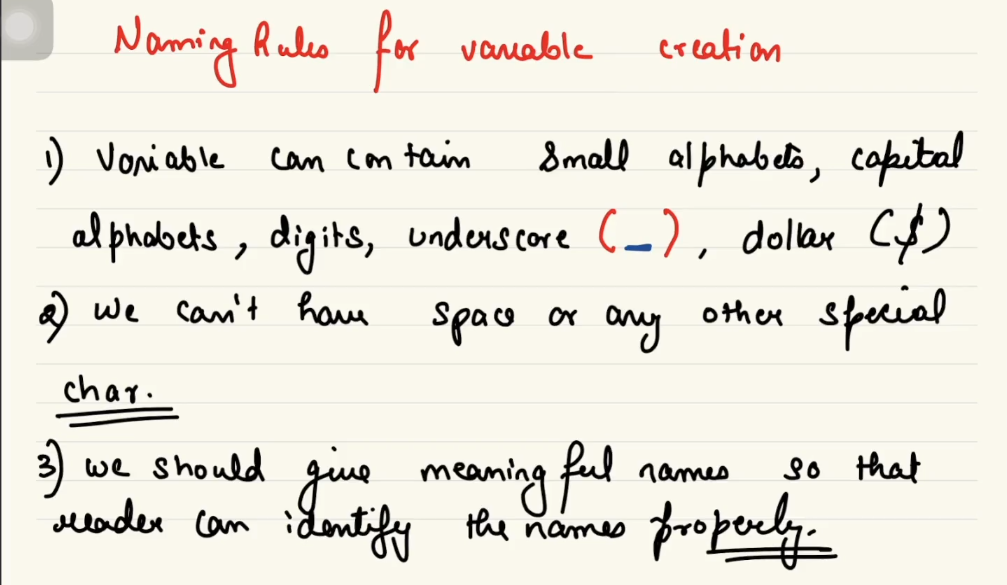 Naming Rules for variable creation
1) Variable can contain small alphabets, capital
alphabets, digits, underscore (_), dollar ($)
2) we can't have space or any other special
char.
3) we should give meaningful names so that
reader can identify the names properly.